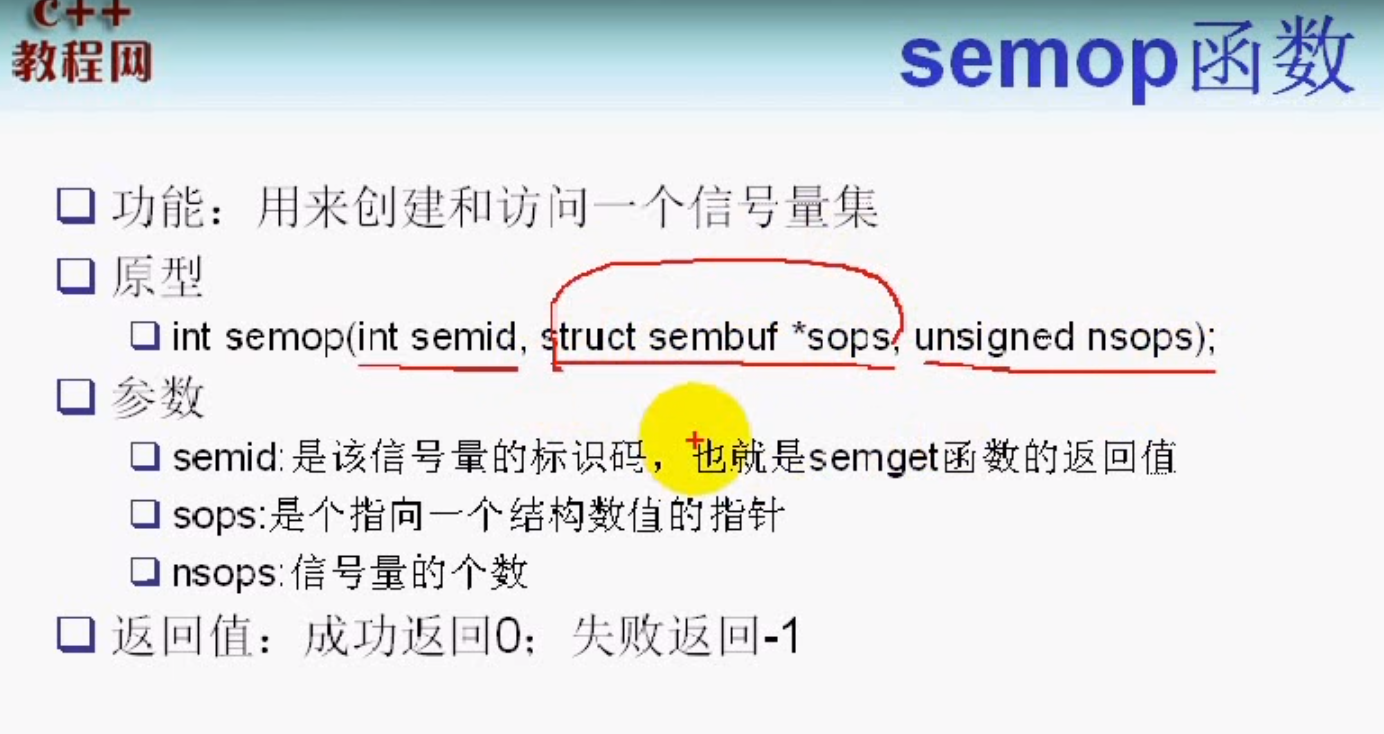 c++
教程网
semop函数
功能：用来创建和访问一个信号量集
原型
int semop(int semid, struct sembuf *sops, unsigned nsops);
参数
semid:是该信号量的标识码，也就是semget函数的返回值
sops:是个指向一个结构数值的指针
nsops:信号量的个数
返回值：成功返回0；失败返回-1